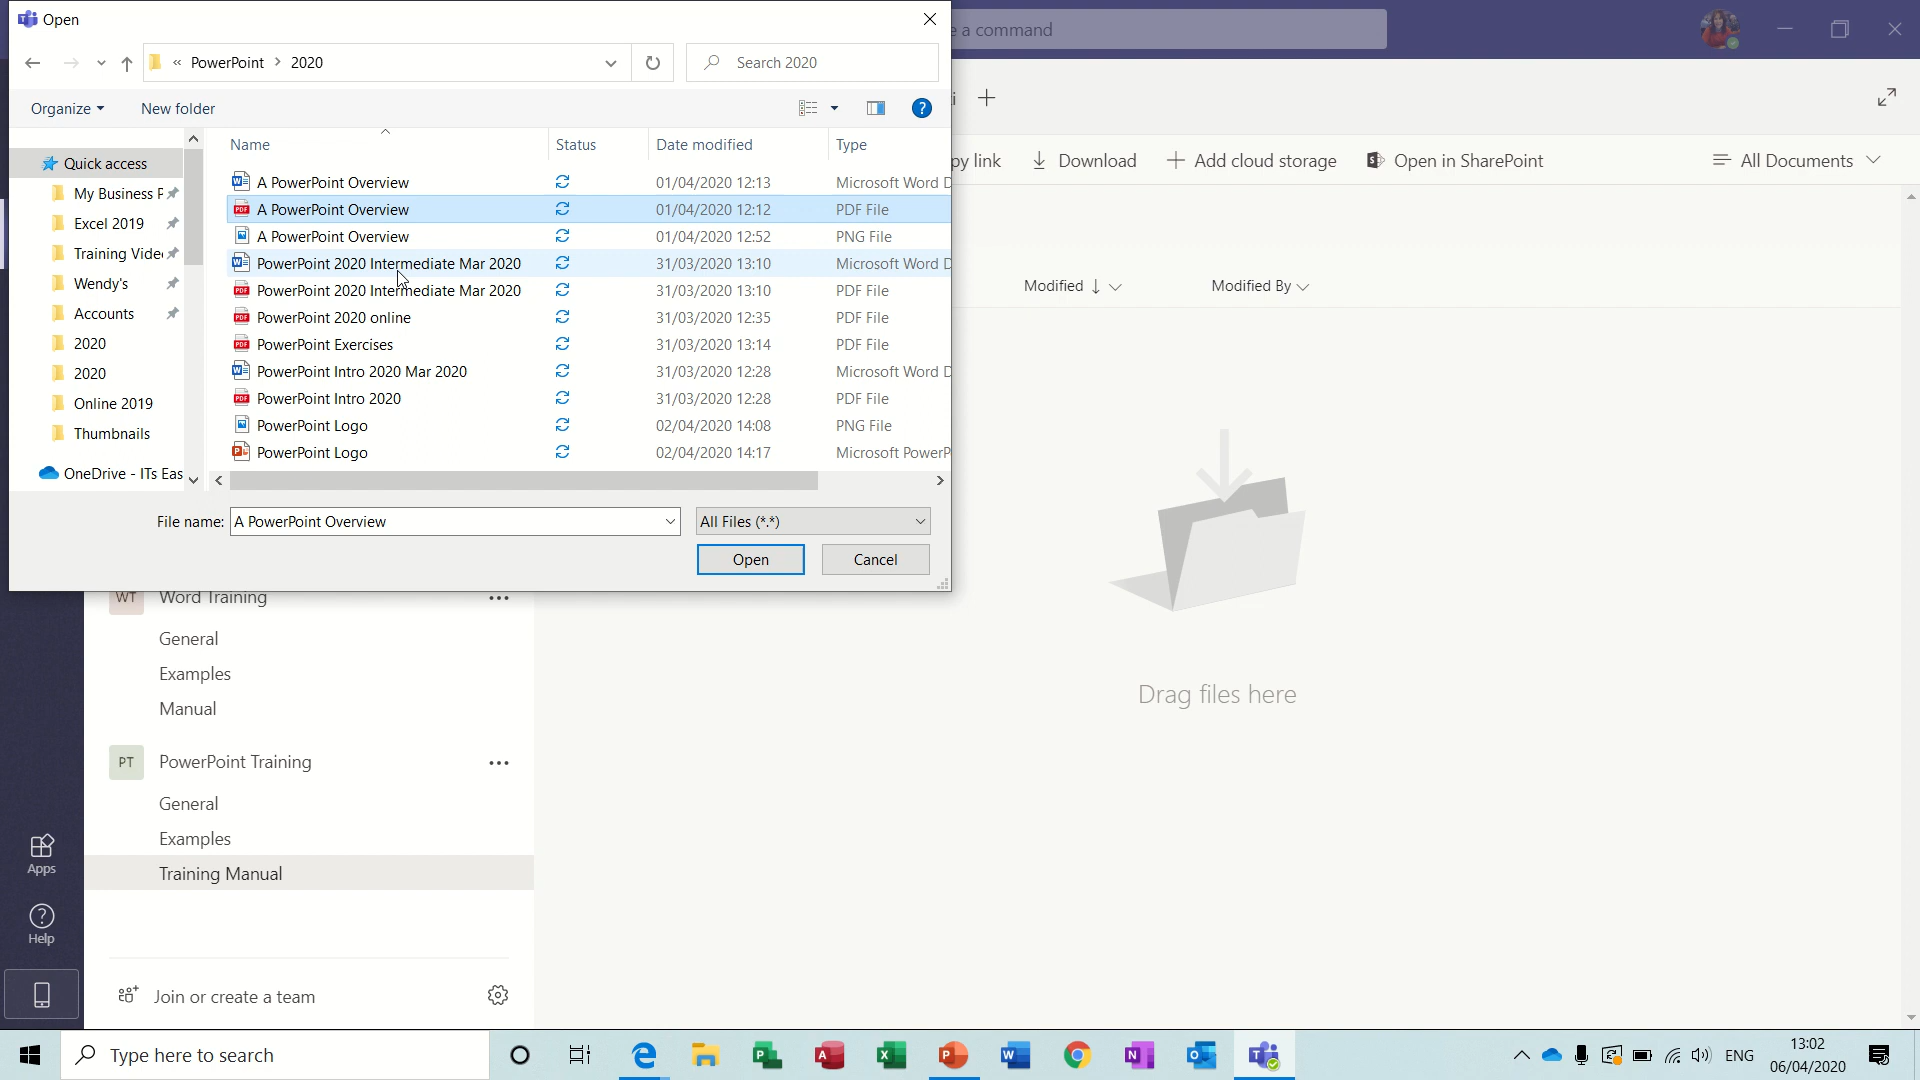 Open
e a command
« PowerPoint > 2020
Search 2020
Organize
New folder
Name
Status
Date modified
Type
Quick access
My Business P
Excel 2019
Training Vide
Wendy's
Accounts
2020
2020
Online 2019
Thumbnails
OneDrive - ITs Eas
A PowerPoint Overview 01/04/2020 12:13 Microsoft Word D
A PowerPoint Overview 01/04/2020 12:12 PDF File
A PowerPoint Overview 01/04/2020 12:52 PNG File
PowerPoint 2020 Intermediate Mar 2020 31/03/2020 13:10 Microsoft Word D
PowerPoint 2020 Intermediate Mar 2020 31/03/2020 13:10 PDF File
PowerPoint 2020 online 31/03/2020 12:35 PDF File
PowerPoint Exercises 31/03/2020 13:14 PDF File
PowerPoint Intro 2020 Mar 2020 31/03/2020 12:28 Microsoft Word D
PowerPoint Intro 2020 31/03/2020 12:28 PDF File
PowerPoint Logo 02/04/2020 14:08 PNG File
PowerPoint Logo 02/04/2020 14:17 Microsoft PowerP
File name: A PowerPoint Overview
All Files (*.*)
Open
Cancel
py link
Download
Add cloud storage
Open in SharePoint
All Documents
Modified
Modified By
Drag files here
WT Word Training
General
Examples
Manual
PT PowerPoint Training
General
Examples
Training Manual
Apps
Help
Join or create a team
Type here to search
ENG
13:02
06/04/2020